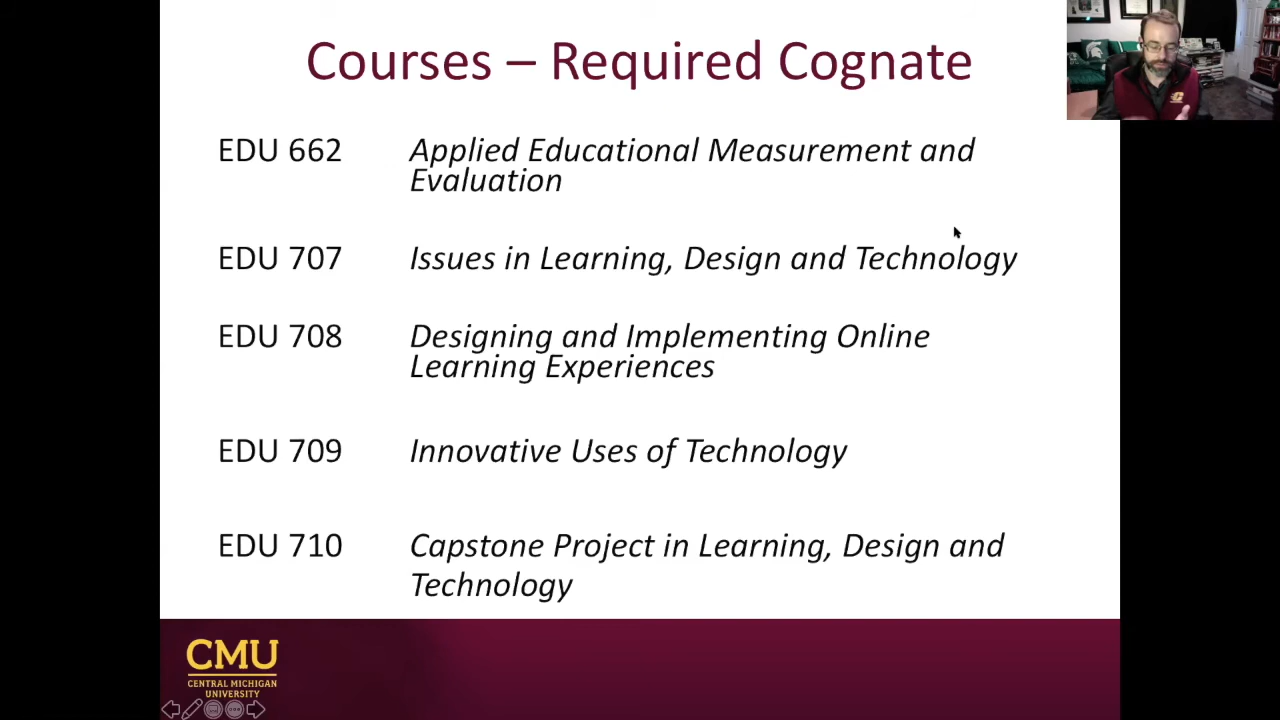 Courses – Required Cognate
EDU 662 Applied Educational Measurement and
Evaluation
EDU 707 Issues in Learning, Design and Technology
EDU 708 Designing and Implementing Online
Learning Experiences
EDU 709 Innovative Uses of Technology
EDU 710 Capstone Project in Learning, Design and
Technology
CMU
CENTRAL MICHIGAN
UNIVERSITY